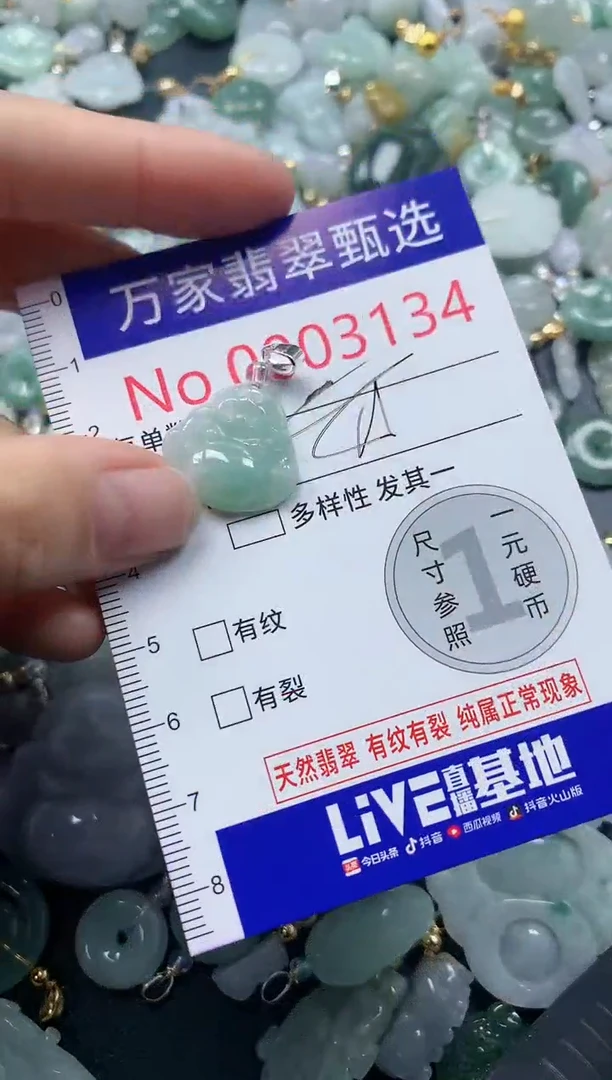 万家翡翠甄选
No 0003134
多样性 发其一
有纹
有裂
尺寸参照
1
一元硬币
天然翡翠 有纹有裂 纯属正常现象
LiVE直播基地
头条 今日头条 抖音 西瓜视频 抖音火山版
0
1
2
4
5
6
7
8